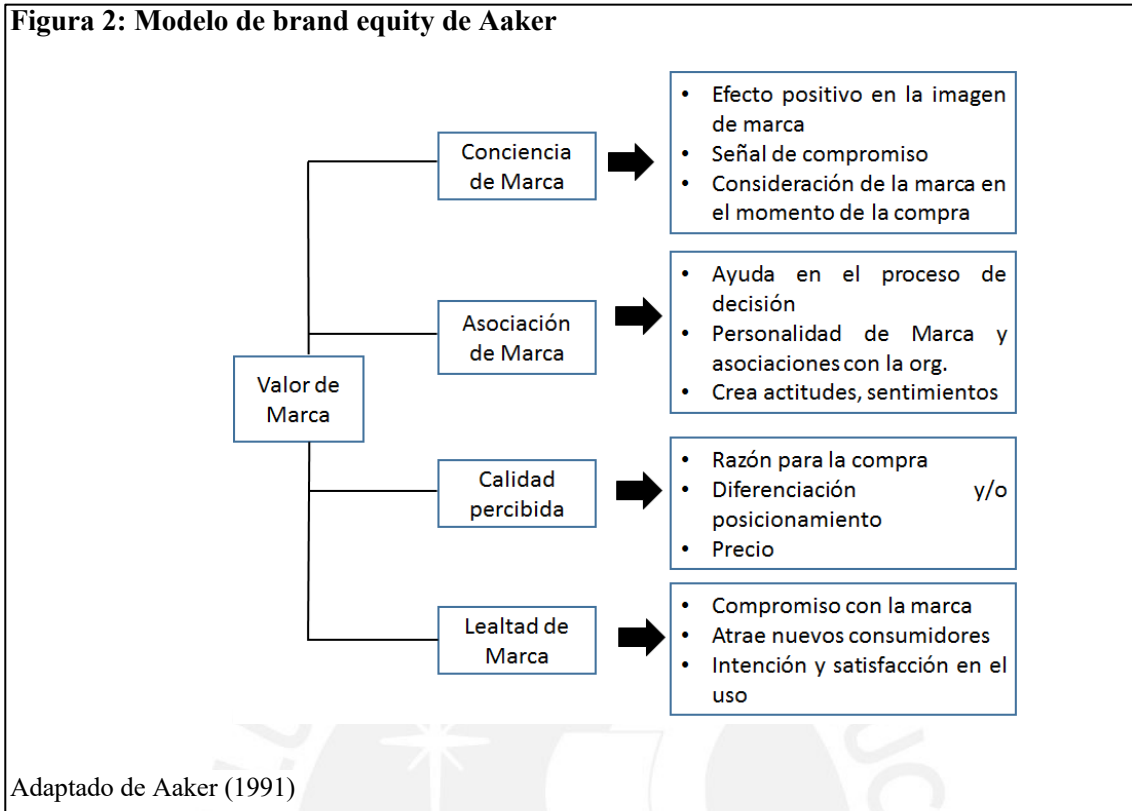 Figura 2: Modelo de brand equity de Aaker
Conciencia
de Marca
• Efecto positivo en la imagen
de marca
• Señal de compromiso
• Consideración de la marca en
el momento de la compra
Asociación
de Marca
• Ayuda en el proceso de
decisión
• Personalidad de Marca y
asociaciones con la org.
• Crea actitudes, sentimientos
Valor de
Marca
Calidad
percibida
• Razón para la compra
• Diferenciación y/o
posicionamiento
• Precio
Lealtad de
Marca
• Compromiso con la marca
• Atrae nuevos consumidores
• Intención y satisfacción en el
uso
Adaptado de Aaker (1991)